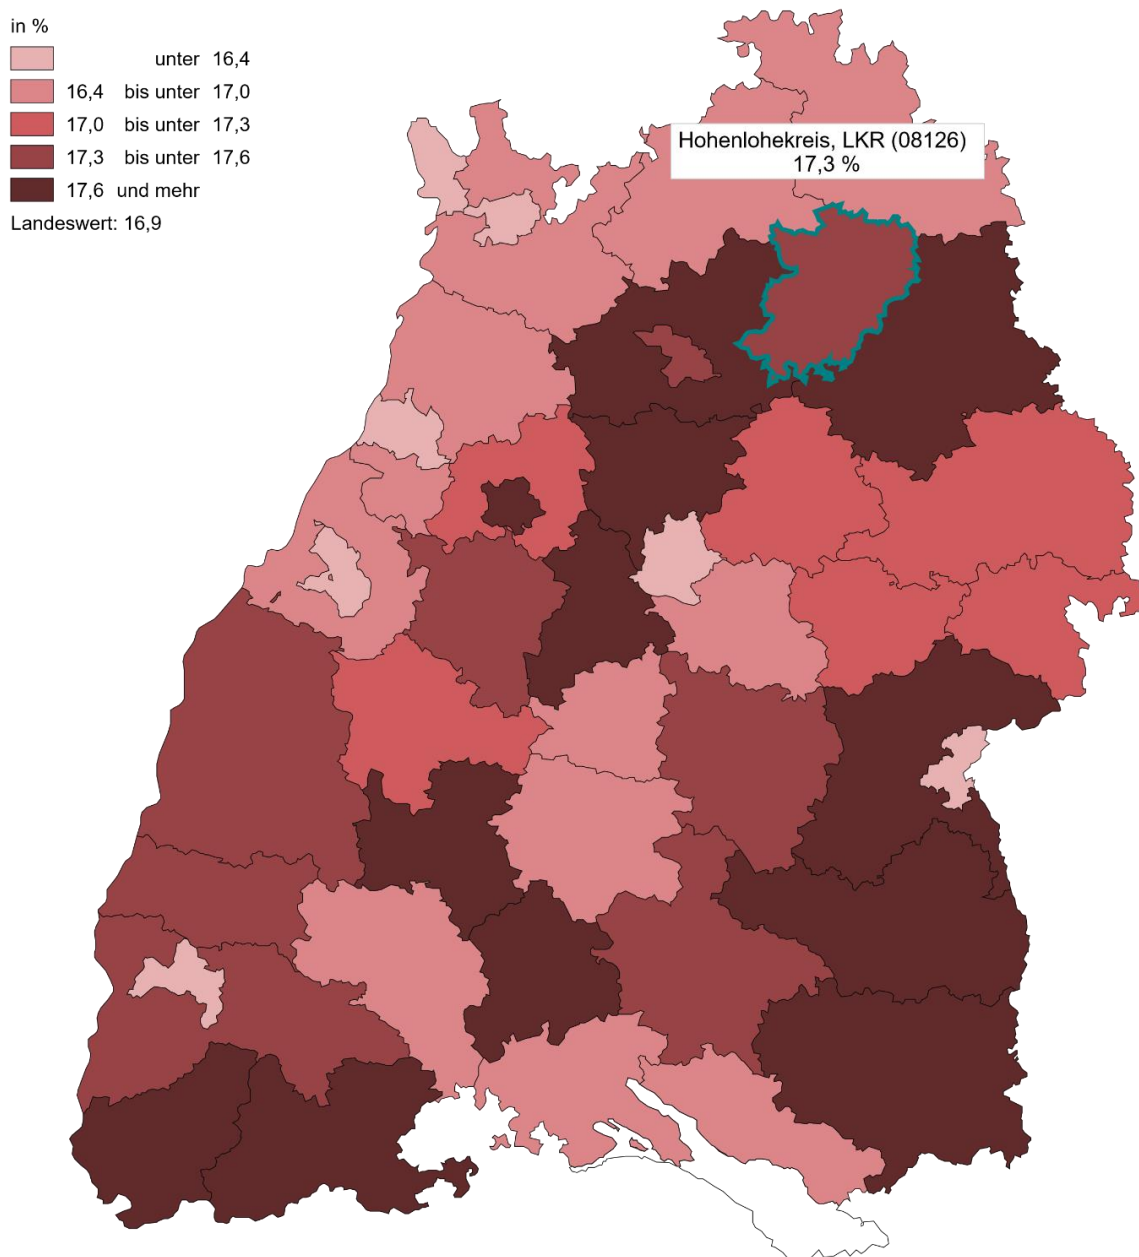 in %
unter 16,4
16,4 bis unter 17,0
17,0 bis unter 17,3
17,3 bis unter 17,6
17,6 und mehr
Landeswert: 16,9
Hohenlohekreis, LKR (08126)
17,3 %